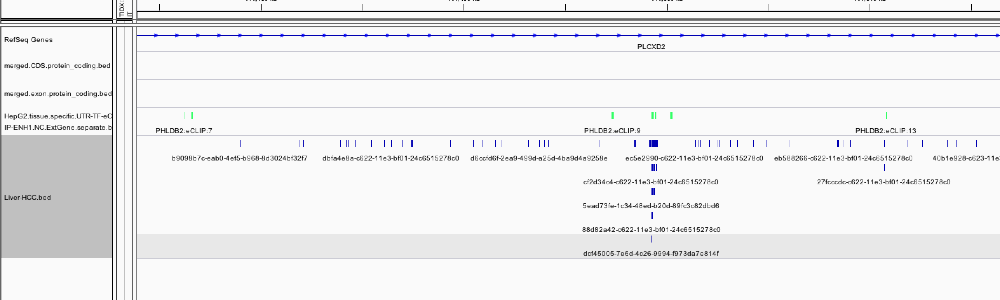 TIDX
RefSeq Genes
PLCXD2
merged.CDS.protein_coding.bed
merged.exon.protein_coding.bed
HepG2.tissue.specific.UTR-TF-eC
IP-ENH1.NC.ExtGene.separate.b
PHLDB2:eCLIP:7 PHLDB2:eCLIP:9 PHLDB2:eCLIP:13
b9098b7c-eab0-4ef5-b968-8d3024bf32f7 dbfa4e8a-c622-11e3-bf01-24c6515278c0 d6ccfd6f-2ea9-499d-a25d-4ba9d4a9258e ec5e2990-c622-11e3-bf01-24c6515278c0 eb588266-c622-11e3-bf01-24c6515278c0 40b1e928-c623-11e
cf2d34c4-c622-11e3-bf01-24c6515278c0 27fcccdc-c622-11e3-bf01-24c6515278c0
Liver-HCC.bed
5ead73fe-1c34-48ed-b20d-89fc3c82dbd6
88d82a42-c622-11e3-bf01-24c6515278c0
dcf45005-7e6d-4c26-9994-f973da7e814f